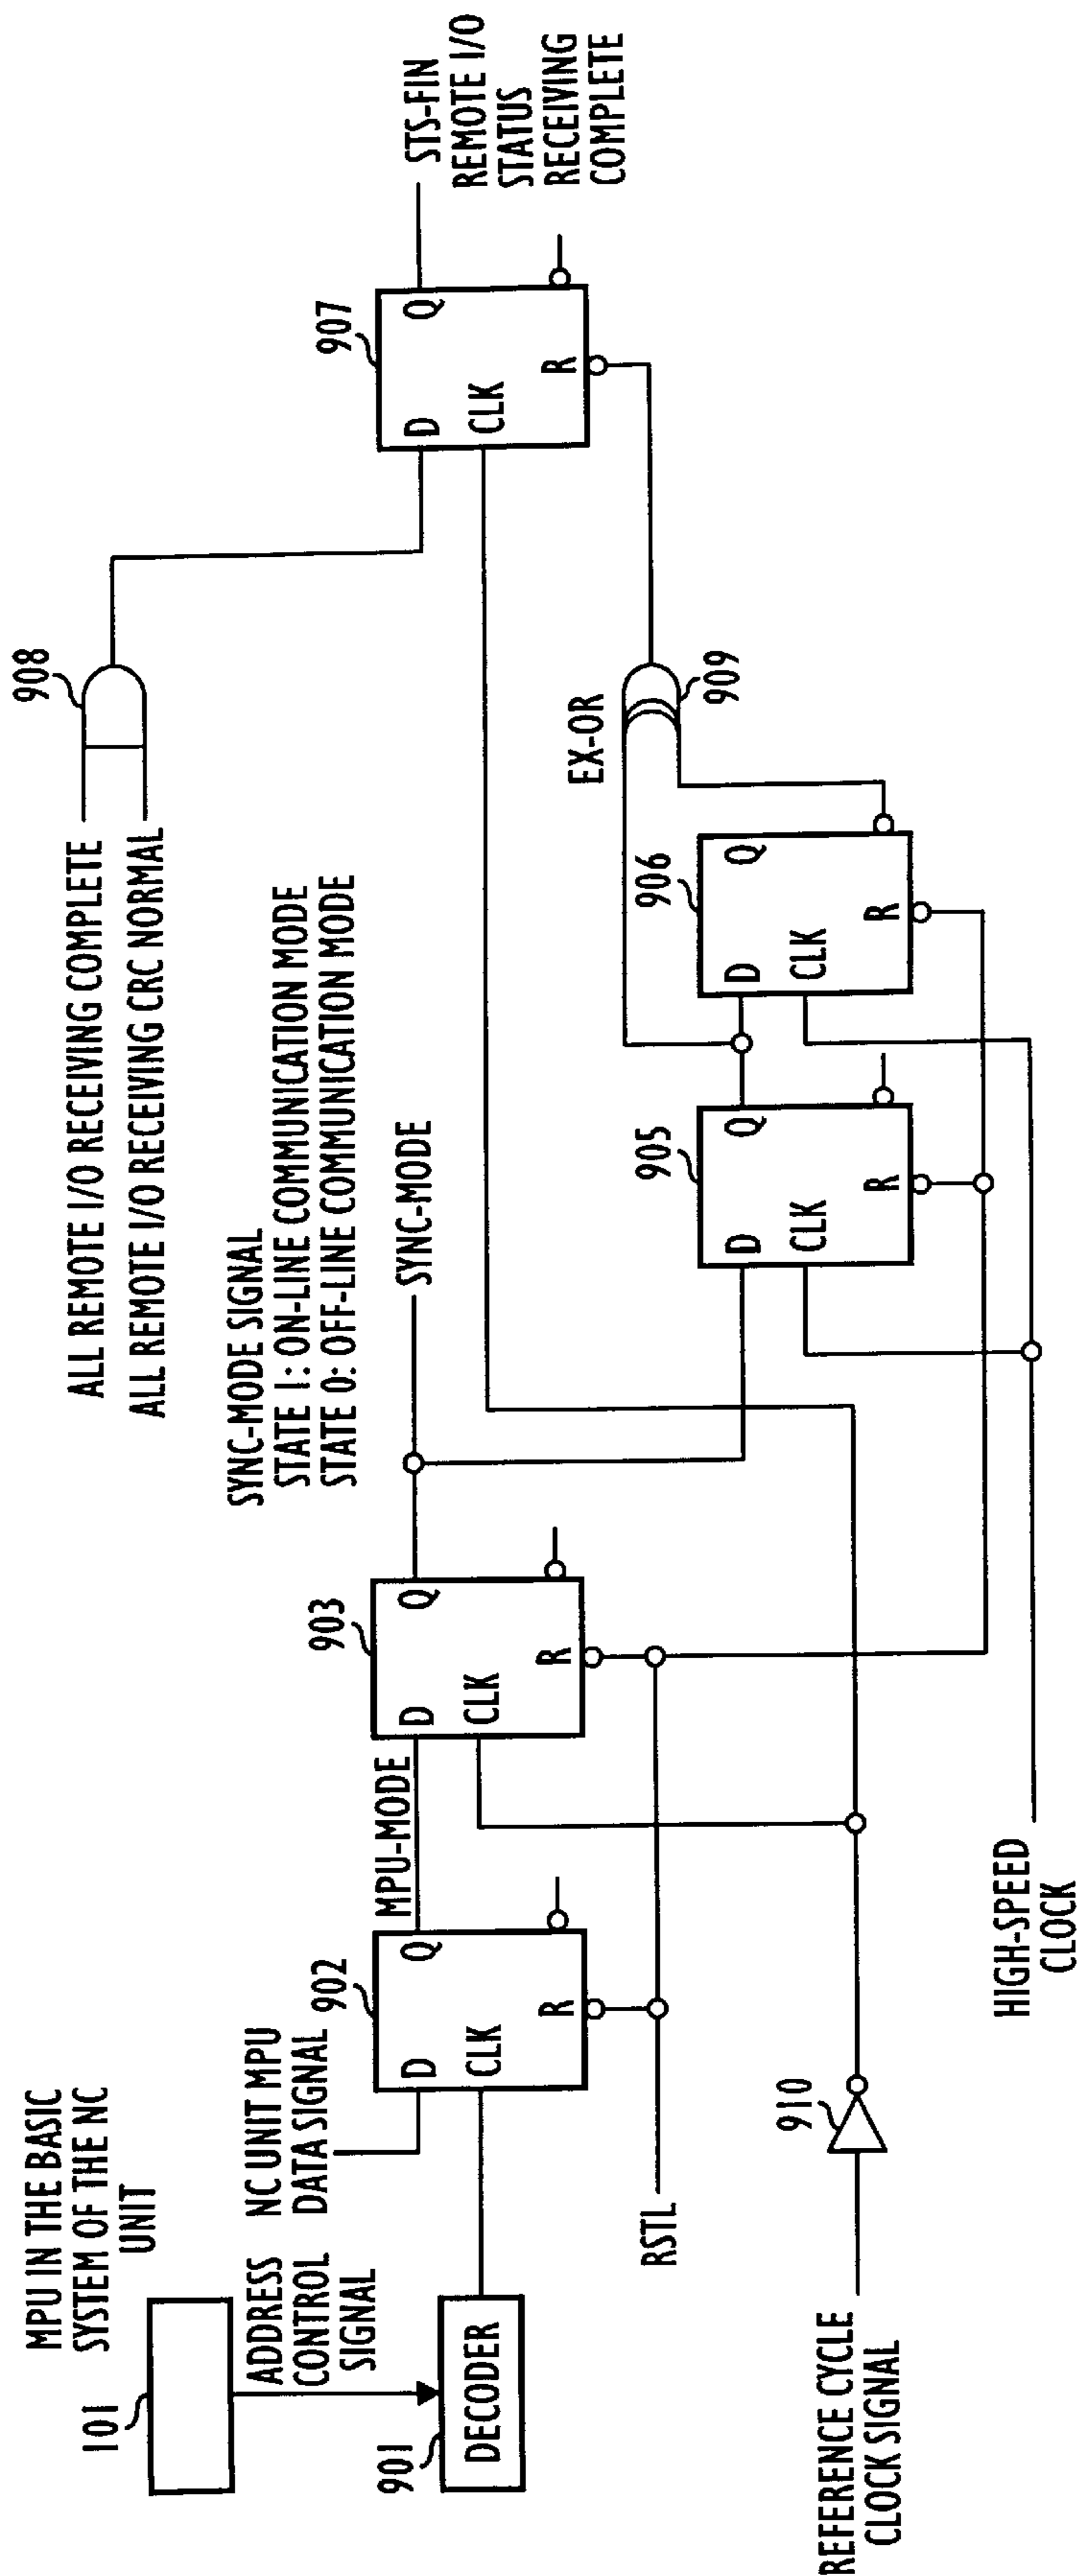 MPU IN THE BASIC
SYSTEM OF THE NC
UNIT
101
ADDRESS
CONTROL
SIGNAL
901
DECODER
NC UNIT MPU
DATA SIGNAL
902
D
Q
CLK
R
MPU-MODE
903
D
Q
CLK
R
RSTL
REFERENCE CYCLE
CLOCK SIGNAL
910
HIGH-SPEED
CLOCK
SYNC-MODE SIGNAL
STATE 1: ON-LINE COMMUNICATION MODE
STATE 0: OFF-LINE COMMUNICATION MODE
SYNC-MODE
905
D
Q
CLK
R
906
D
Q
CLK
R
EX-OR
909
ALL REMOTE I/O RECEIVING COMPLETE
ALL REMOTE I/O RECEIVING CRC NORMAL
908
907
D
Q
CLK
R
STS-FIN
REMOTE I/O
STATUS
RECEIVING
COMPLETE